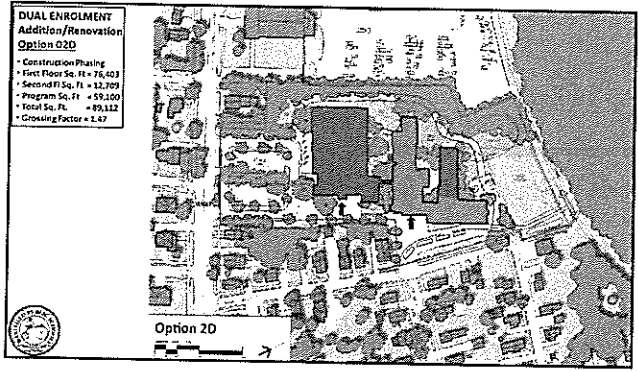 DUAL ENROLMENT
Addition/Renovation
Option 02D
• Construction Phasing
• First Floor Sq. Ft = 76,403
• Second Fl Sq. Ft = 12,709
• Program Sq. Ft = 59,100
• Total Sq. Ft. = 89,112
• Grossing Factor = 1.47
Option 2D